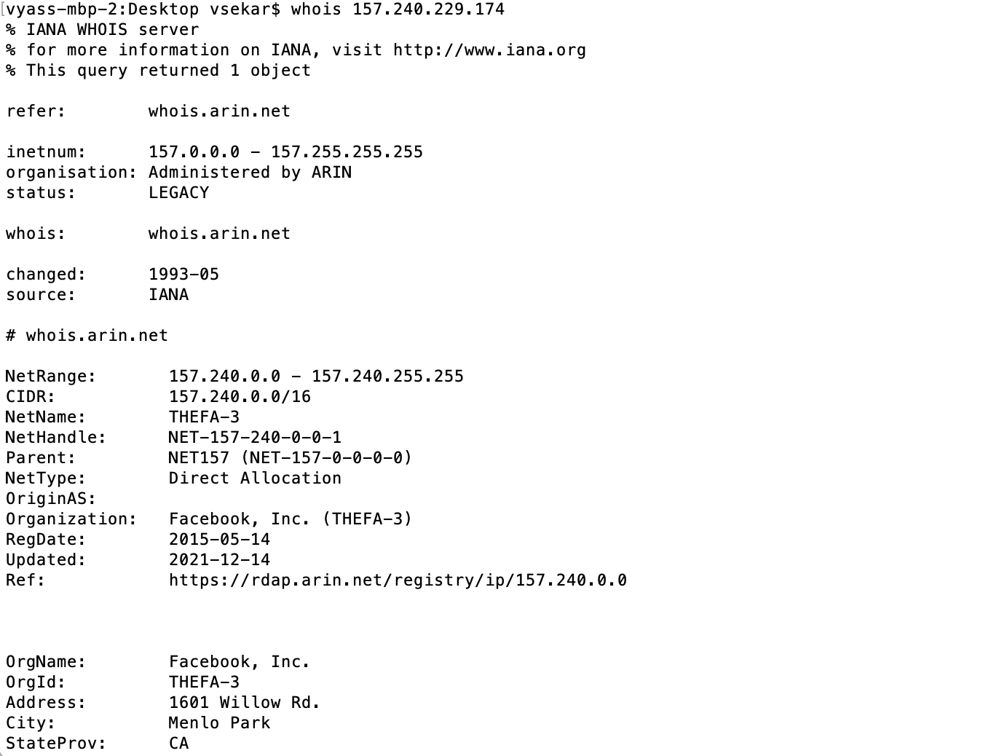 [vyass-mbp-2:Desktop vsekar$ whois 157.240.229.174
% IANA WHOIS server
% for more information on IANA, visit http://www.iana.org
% This query returned 1 object
refer: whois.arin.net
inetnum: 157.0.0.0 - 157.255.255.255
organisation: Administered by ARIN
status: LEGACY
whois: whois.arin.net
changed: 1993-05
source: IANA
# whois.arin.net
NetRange: 157.240.0.0 - 157.240.255.255
CIDR: 157.240.0.0/16
NetName: THEFA-3
NetHandle: NET-157-240-0-0-1
Parent: NET157 (NET-157-0-0-0-0)
NetType: Direct Allocation
OriginAS:
Organization: Facebook, Inc. (THEFA-3)
RegDate: 2015-05-14
Updated: 2021-12-14
Ref: https://rdap.arin.net/registry/ip/157.240.0.0
OrgName: Facebook, Inc.
OrgId: THEFA-3
Address: 1601 Willow Rd.
City: Menlo Park
StateProv: CA